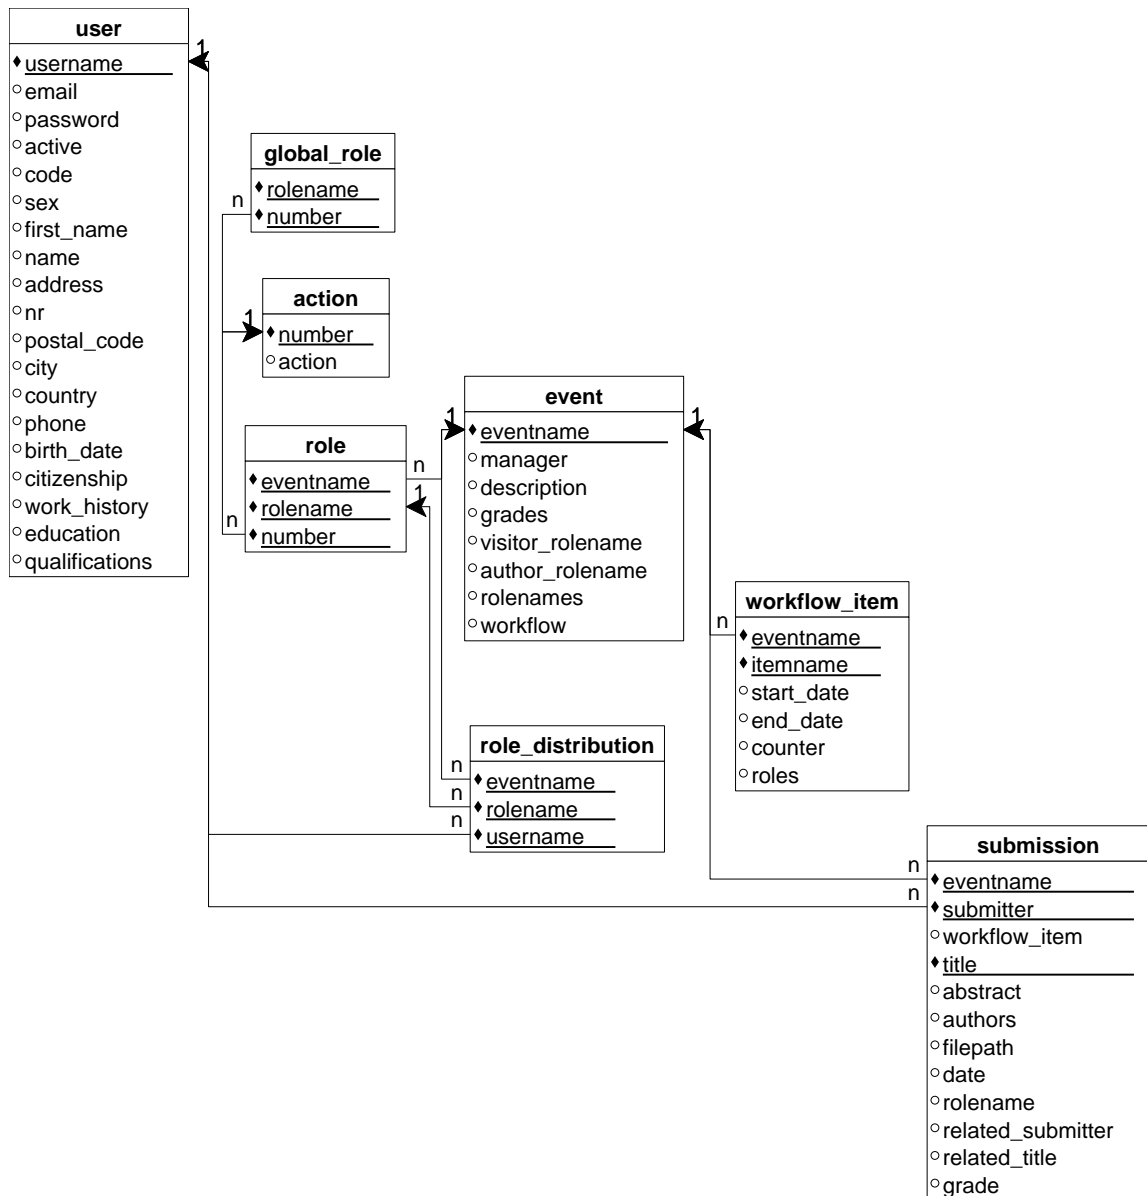 user
username
email
password
active
code
sex
first_name
name
address
nr
postal_code
city
country
phone
birth_date
citizenship
work_history
education
qualifications
1
global_role
rolename
number
n
action
number
action
1
role
eventname
rolename
number
n
1
n
event
eventname
manager
description
grades
visitor_rolename
author_rolename
rolenames
workflow
1
1
workflow_item
eventname
itemname
start_date
end_date
counter
roles
n
role_distribution
eventname
rolename
username
n
n
n
submission
eventname
submitter
workflow_item
title
abstract
authors
filepath
date
rolename
related_submitter
related_title
grade
n
n